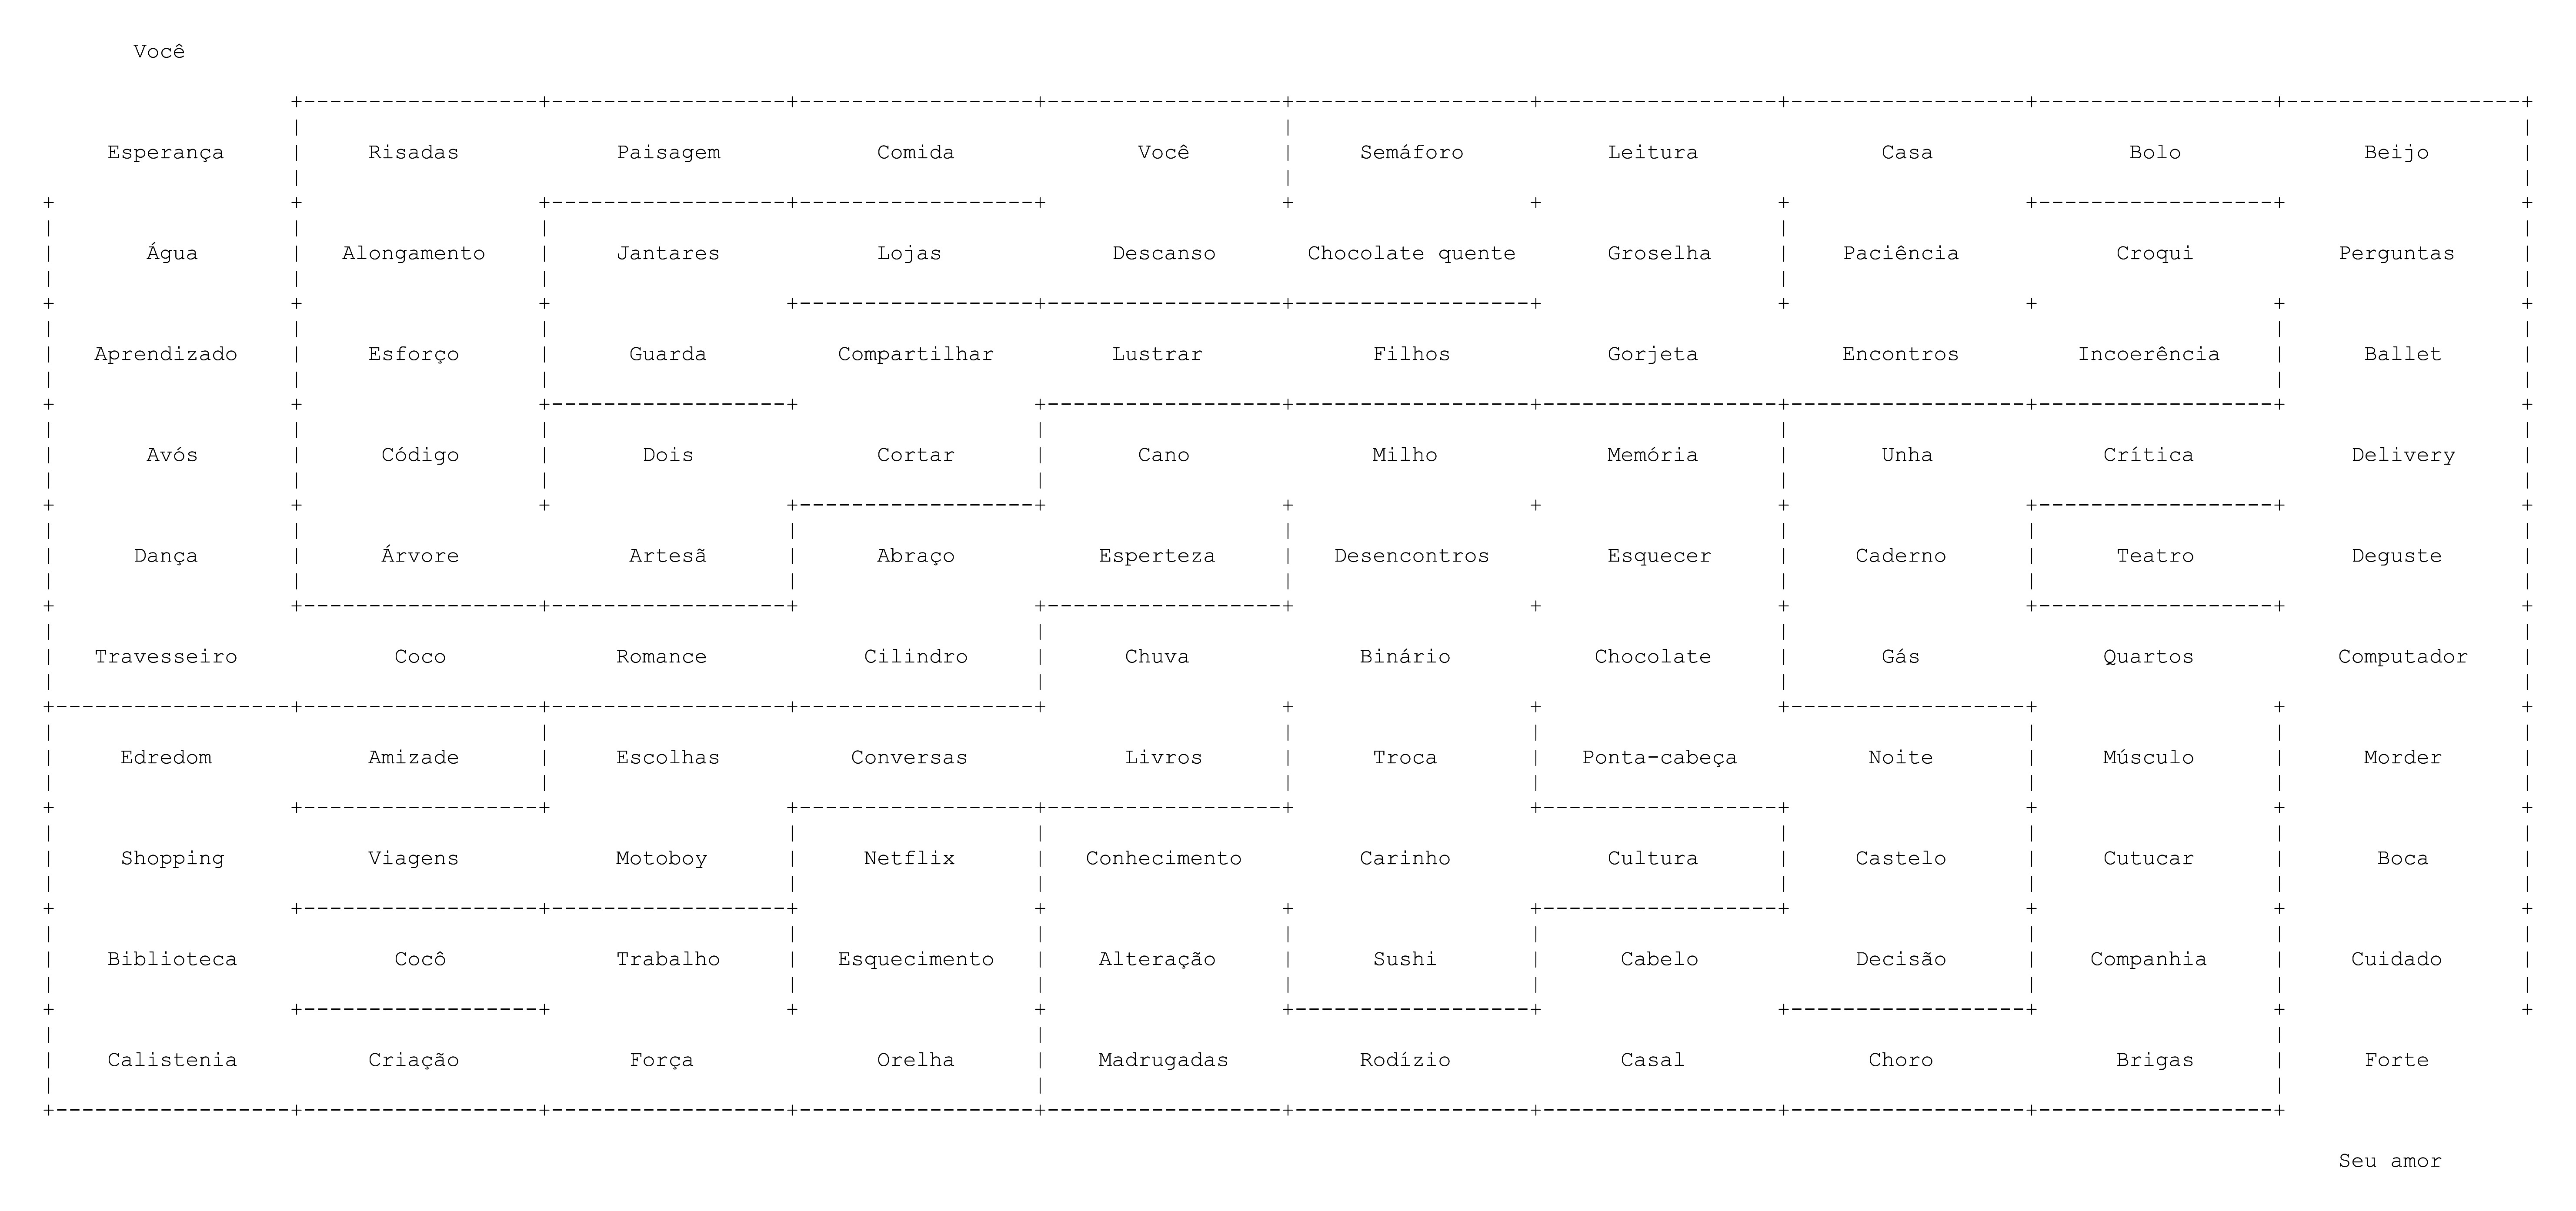 Você
Esperança Risadas Paisagem Comida Você Semáforo Leitura Casa Bolo Beijo
Água Alongamento Jantares Lojas Descanso Chocolate quente Groselha Paciência Croqui Perguntas
Aprendizado Esforço Guarda Compartilhar Lustrar Filhos Gorjeta Encontros Incoerência Ballet
Avós Código Dois Cortar Cano Milho Memória Unha Crítica Delivery
Dança Árvore Artesã Abraço Esperteza Desencontros Esquecer Caderno Teatro Deguste
Travesseiro Coco Romance Cilindro Chuva Binário Chocolate Gás Quartos Computador
Edredom Amizade Escolhas Conversas Livros Troca Ponta-cabeça Noite Músculo Morder
Shopping Viagens Motoboy Netflix Conhecimento Carinho Cultura Castelo Cutucar Boca
Biblioteca Cocô Trabalho Esquecimento Alteração Sushi Cabelo Decisão Companhia Cuidado
Calistenia Criação Força Orelha Madrugadas Rodízio Casal Choro Brigas Forte
Seu amor